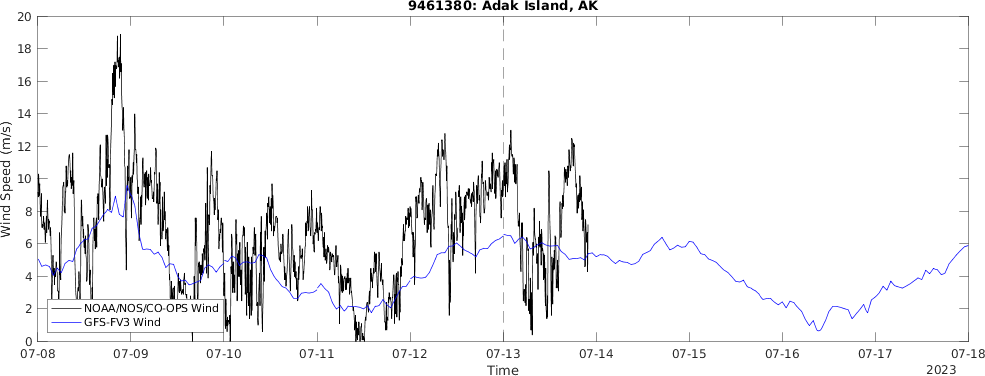 9461380: Adak Island, AK
20
18
16
14
12
10
8
6
4
2
0
Wind Speed (m/s)
NOAA/NOS/CO-OPS Wind
GFS-FV3 Wind
07-08 07-09 07-10 07-11 07-12 07-13 07-14 07-15 07-16 07-17 07-18
Time
2023